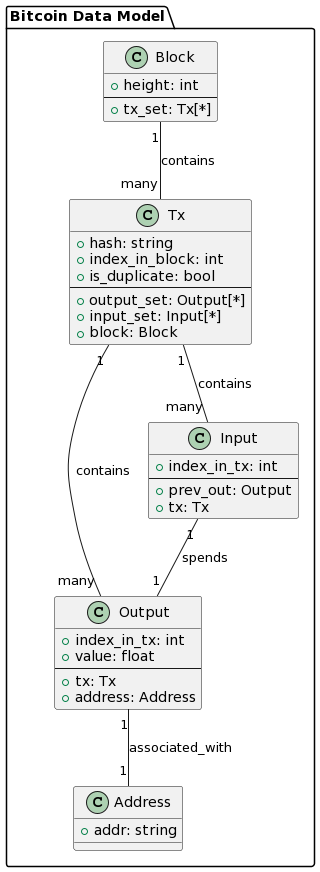 Bitcoin Data Model
C Block
height: int
tx_set: Tx[*]
1
contains
many
C Tx
hash: string
index_in_block: int
is_duplicate: bool
output_set: Output[*]
input_set: Input[*]
block: Block
1 1
contains
many
C Input
index_in_tx: int
prev_out: Output
tx: Tx
contains
1
spends
many 1
C Output
index_in_tx: int
value: float
tx: Tx
address: Address
1
associated_with
1
C Address
addr: string